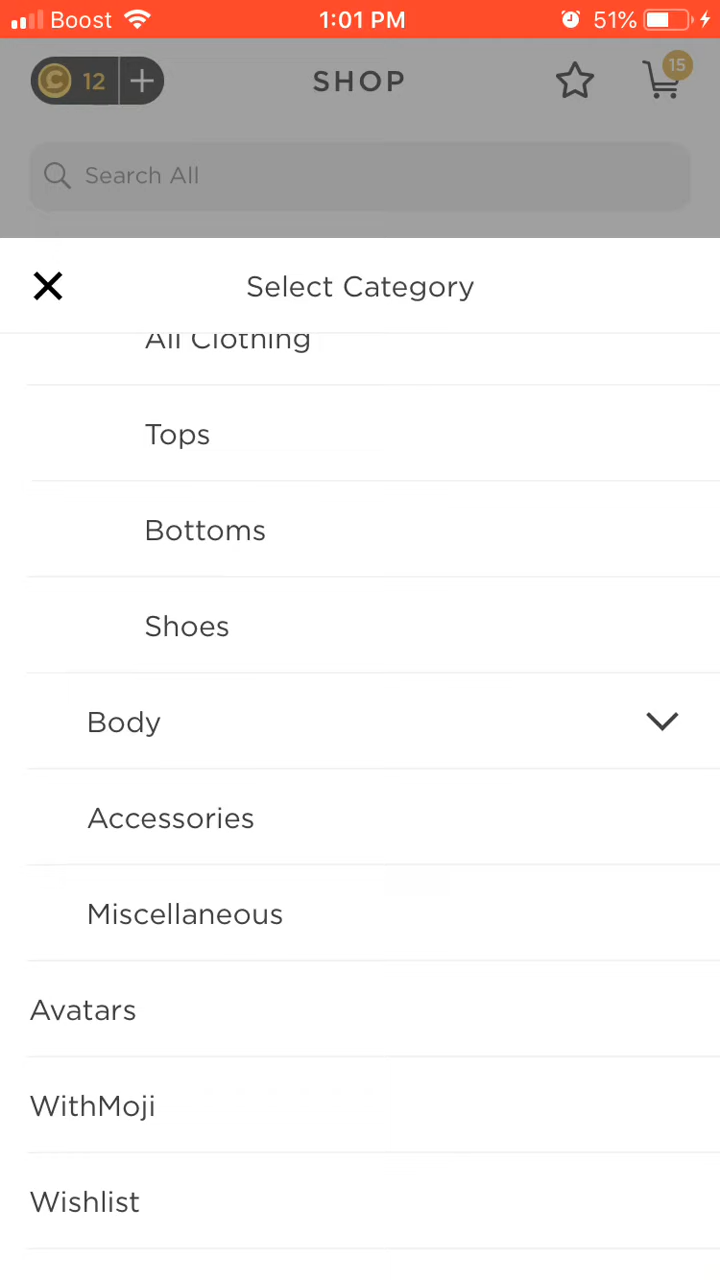 Boost 1:01 PM 51%
C 12 + SHOP 15
Search All
Select Category
All Clothing
Tops
Bottoms
Shoes
Body
Accessories
Miscellaneous
Avatars
WithMoji
Wishlist